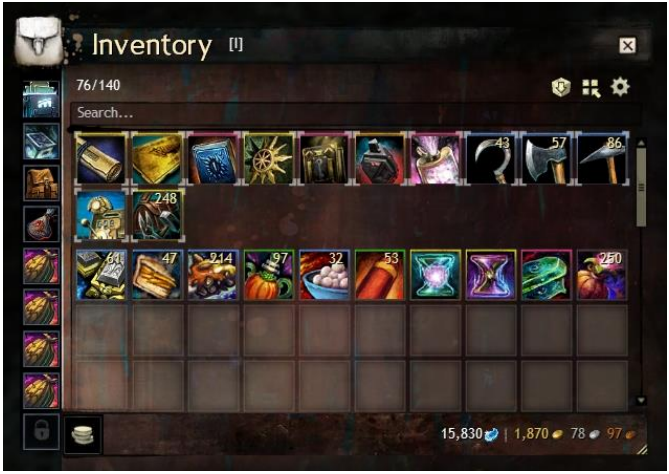 Inventory [I]
76/140
Search...
43 57 86
248
61 47 214 97 32 53 250
15,830 | 1,870 78 97